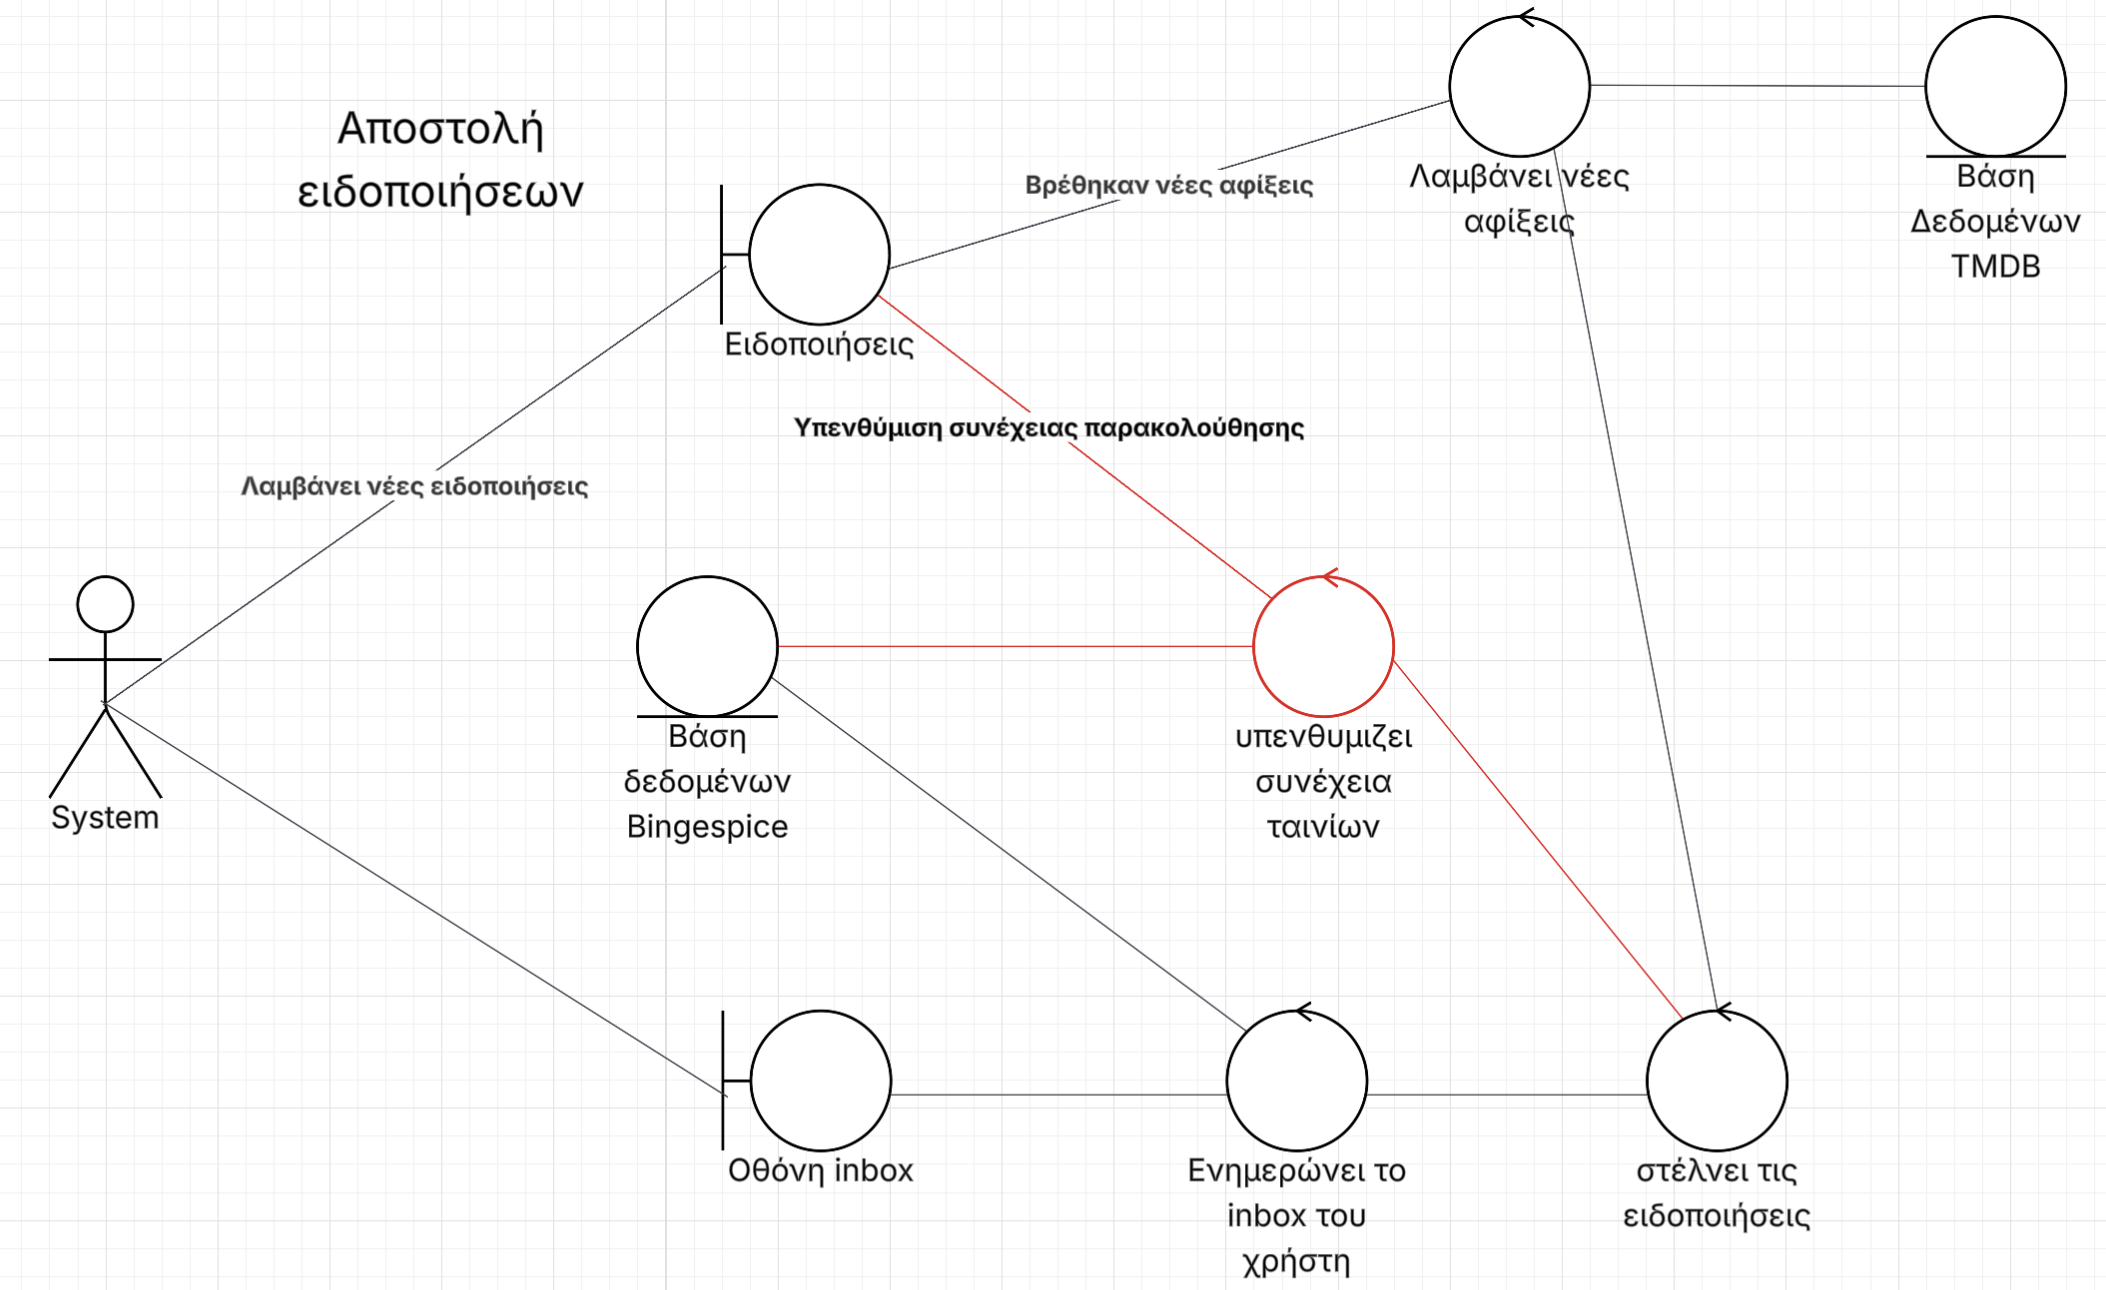 Αποστολή
ειδοποιήσεων
Βρέθηκαν νέες αφίξεις
Λαμβάνει νέες
αφίξεις
Βάση
Δεδομένων
TMDB
Ειδοποιήσεις
Υπενθύμιση συνέχειας παρακολούθησης
Λαμβάνει νέες ειδοποιήσεις
System
Βάση
δεδομένων
Bingespice
υπενθυμιζει
συνέχεια
ταινίων
Οθόνη inbox
Ενημερώνει το
inbox του
χρήστη
στέλνει τις
ειδοποιήσεις